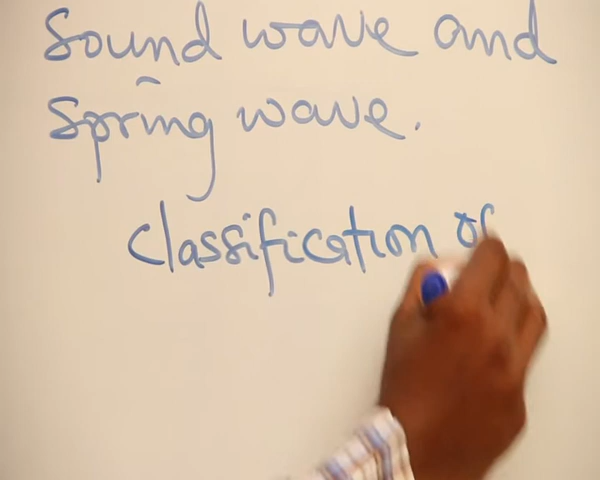 Sound wave and
Spring wave.
Classification of